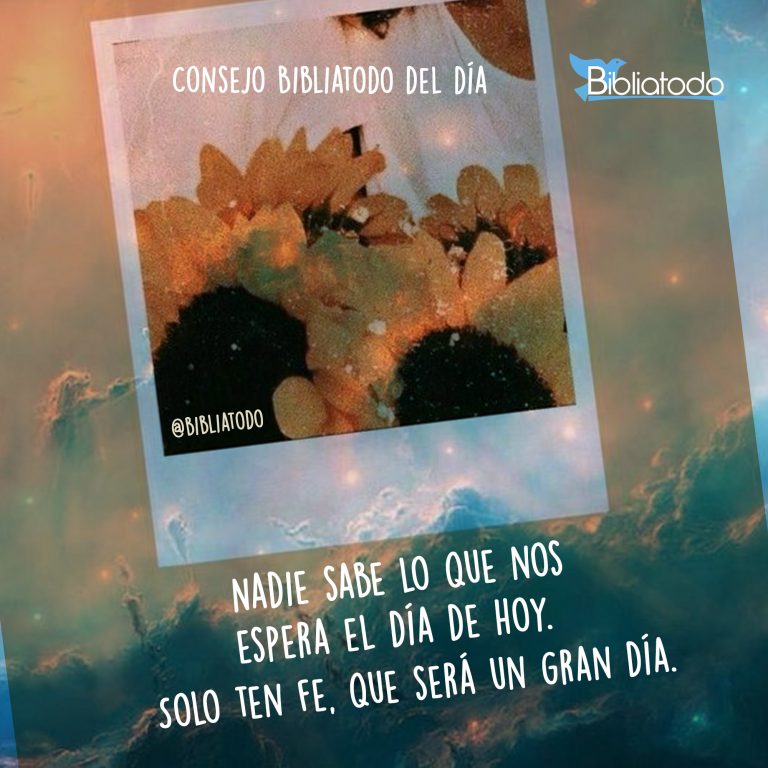 CONSEJO BIBLIATODO DEL DÍA
Bibliatodo
@BIBLIATODO
NADIE SABE LO QUE NOS
ESPERA EL DÍA DE HOY.
SOLO TEN FE, QUE SERÁ UN GRAN DÍA.